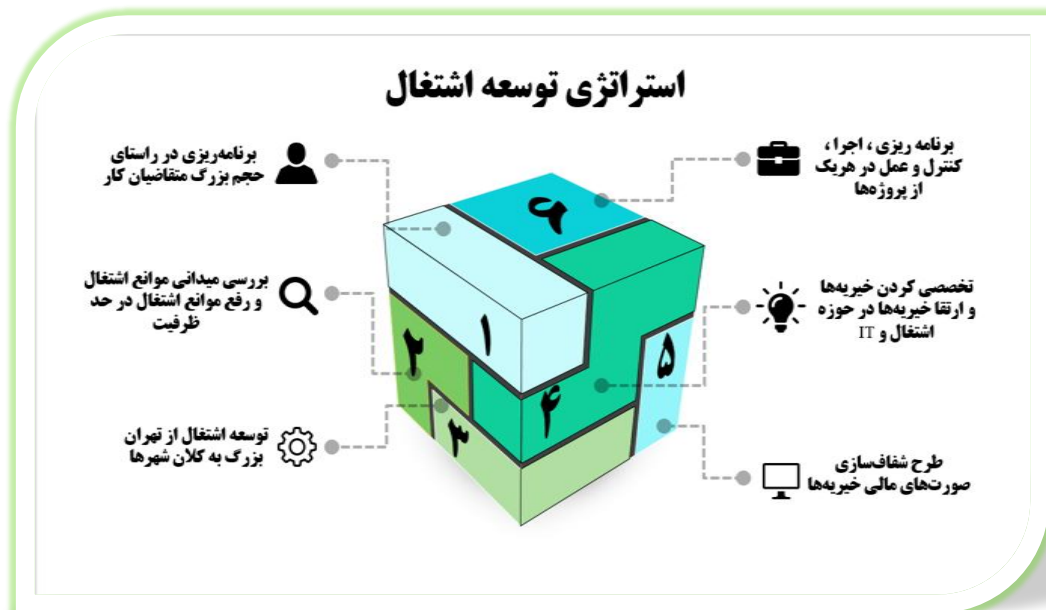 استراتژی توسعه اشتغال
برنامه ریزی ، اجرا ،
کنترل و عمل در هریک
از پروژه‌ها
تخصصی کردن خیریه‌ها
و ارتقا خیریه‌ها در حوزه
اشتغال و IT
طرح شفاف‌سازی
صورت‌های مالی خیریه‌ها
۶
۱
۲
۵
۴
۳
برنامه‌ریزی در راستای
حجم بزرگ متقاضیان کار
بررسی میدانی موانع اشتغال
و رفع موانع اشتغال در حد
ظرفیت
توسعه اشتغال از تهران
بزرگ به کلان شهرها